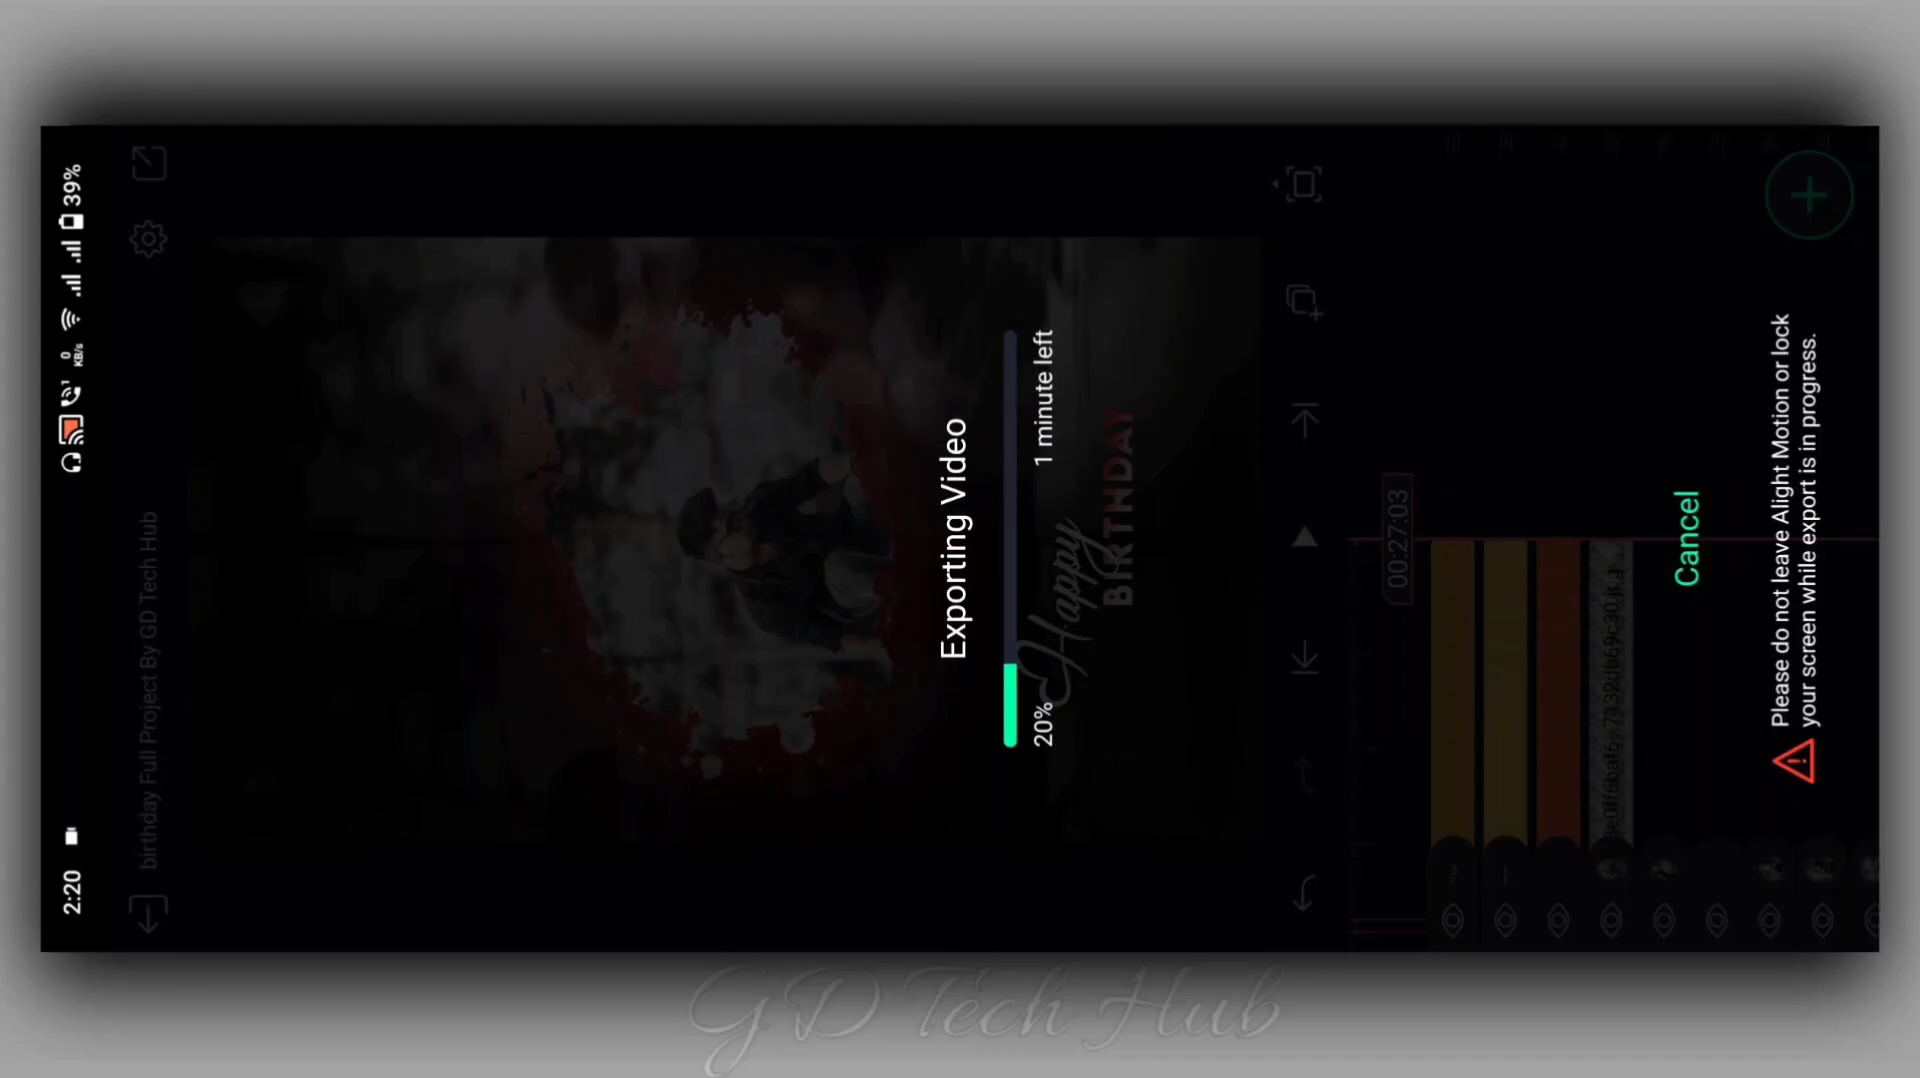 2:20
0
KB/s
39%
birthday Full Project By GD Tech Hub
Exporting Video
20%
1 minute left
Happy
BIRTHDAY
00:27:03
Cancel
Please do not leave Alight Motion or lock
your screen while export is in progress.
GD Tech Hub